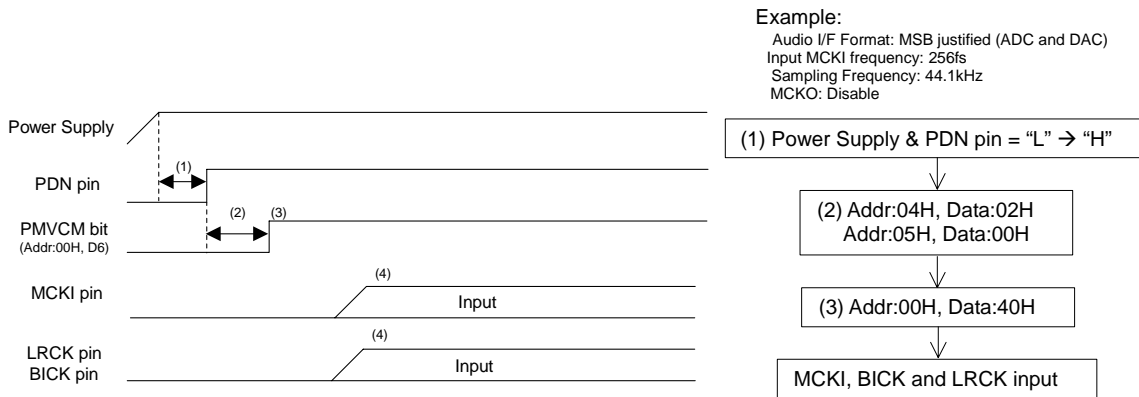 Example:
Audio I/F Format: MSB justified (ADC and DAC)
Input MCKI frequency: 256fs
Sampling Frequency: 44.1kHz
MCKO: Disable
Power Supply
(1)
PDN pin
(2)
(3)
PMVCM bit
(Addr:00H, D6)
(4)
MCKI pin
Input
(4)
LRCK pin
BICK pin
Input
(1) Power Supply & PDN pin = “L” → “H”
(2) Addr:04H, Data:02H
Addr:05H, Data:00H
(3) Addr:00H, Data:40H
MCKI, BICK and LRCK input